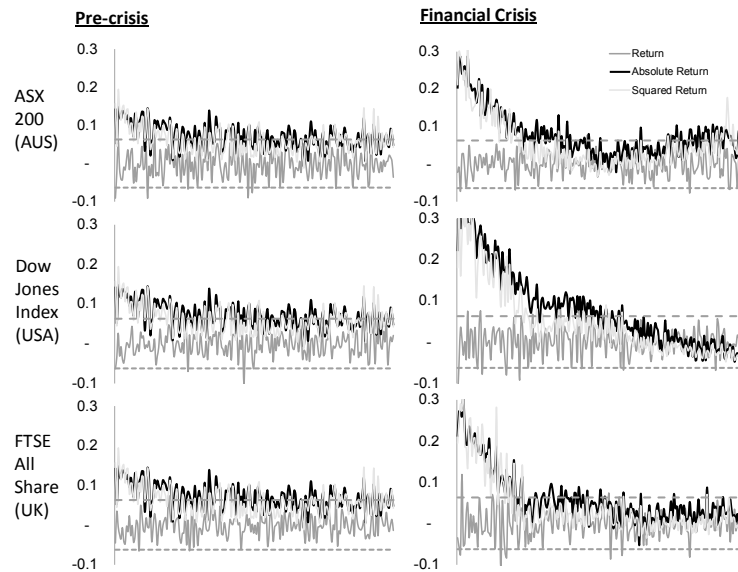 Pre-crisis
Financial Crisis
ASX
200
(AUS)
0.3
0.2
0.1
-
-0.1
0.3
0.2
0.1
-
-0.1
Return
Absolute Return
Squared Return
Dow
Jones
Index
(USA)
0.3
0.2
0.1
-
-0.1
0.3
0.2
0.1
-
-0.1
FTSE
All
Share
(UK)
0.3
0.2
0.1
-
-0.1
0.3
0.2
0.1
-
-0.1